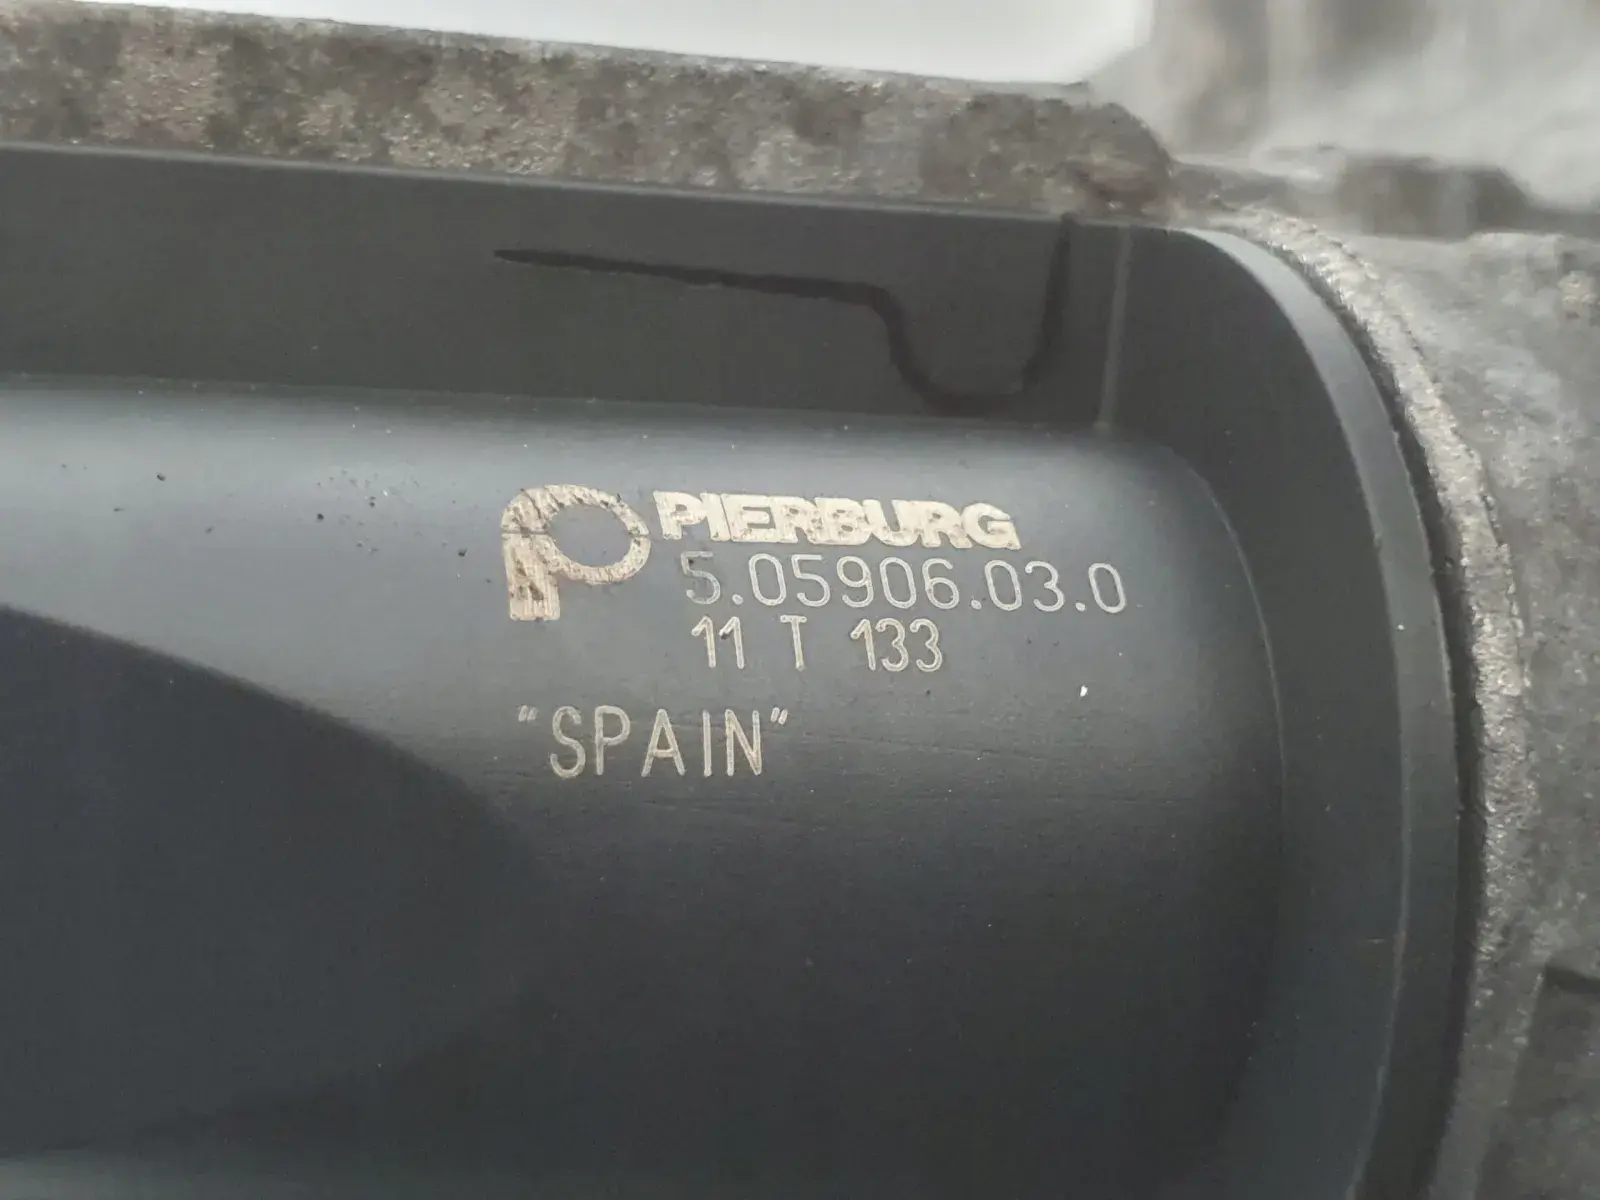 PIERBURG
5.05906.03.0
11 T 133
"SPAIN"